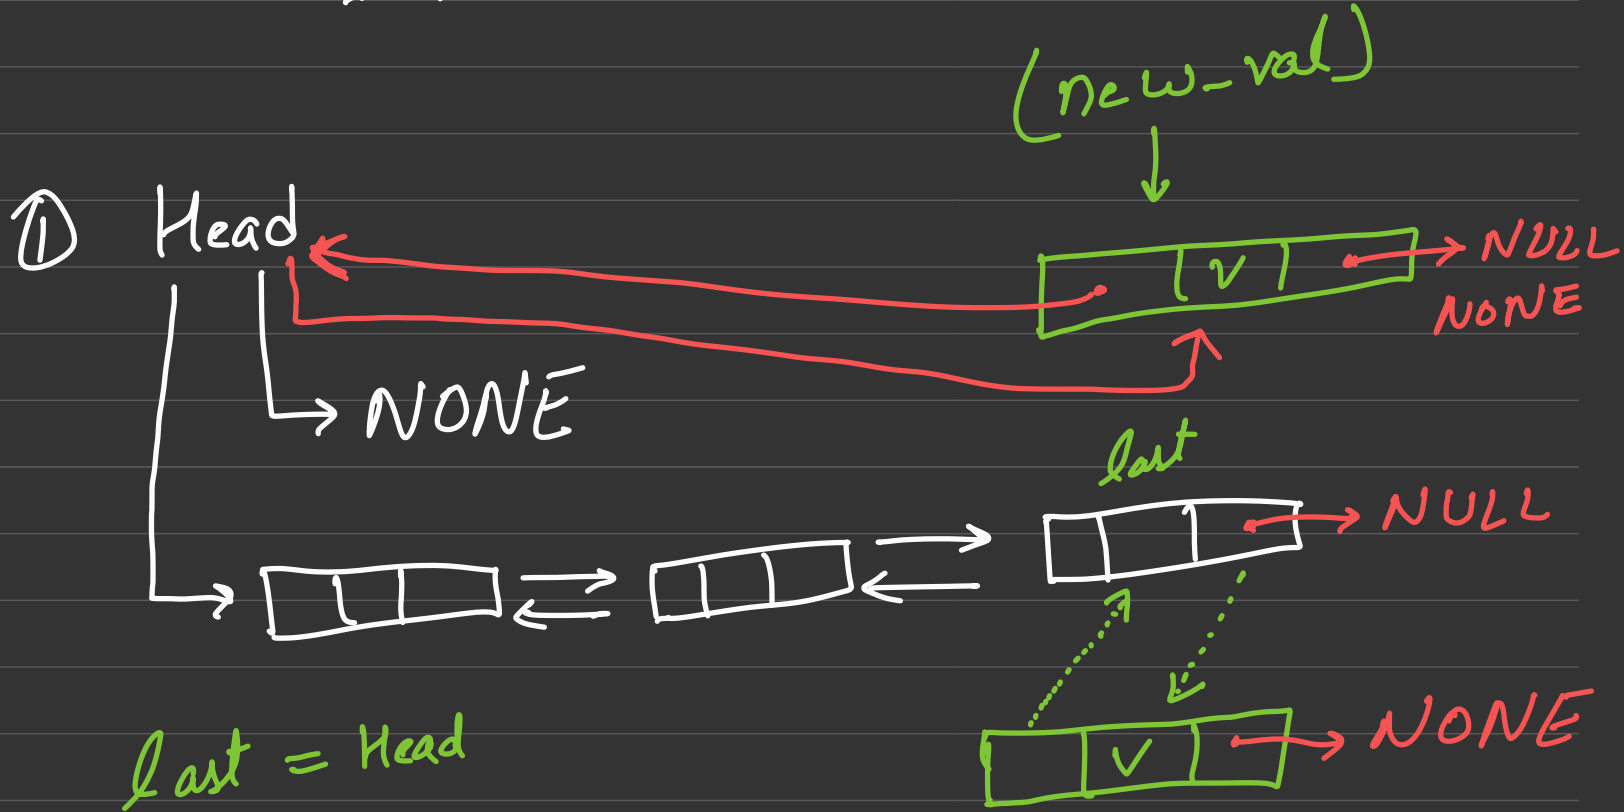 (new_val)
① Head
V
NULL
NONE
NONE
last
NULL
last = Head
V
NONE